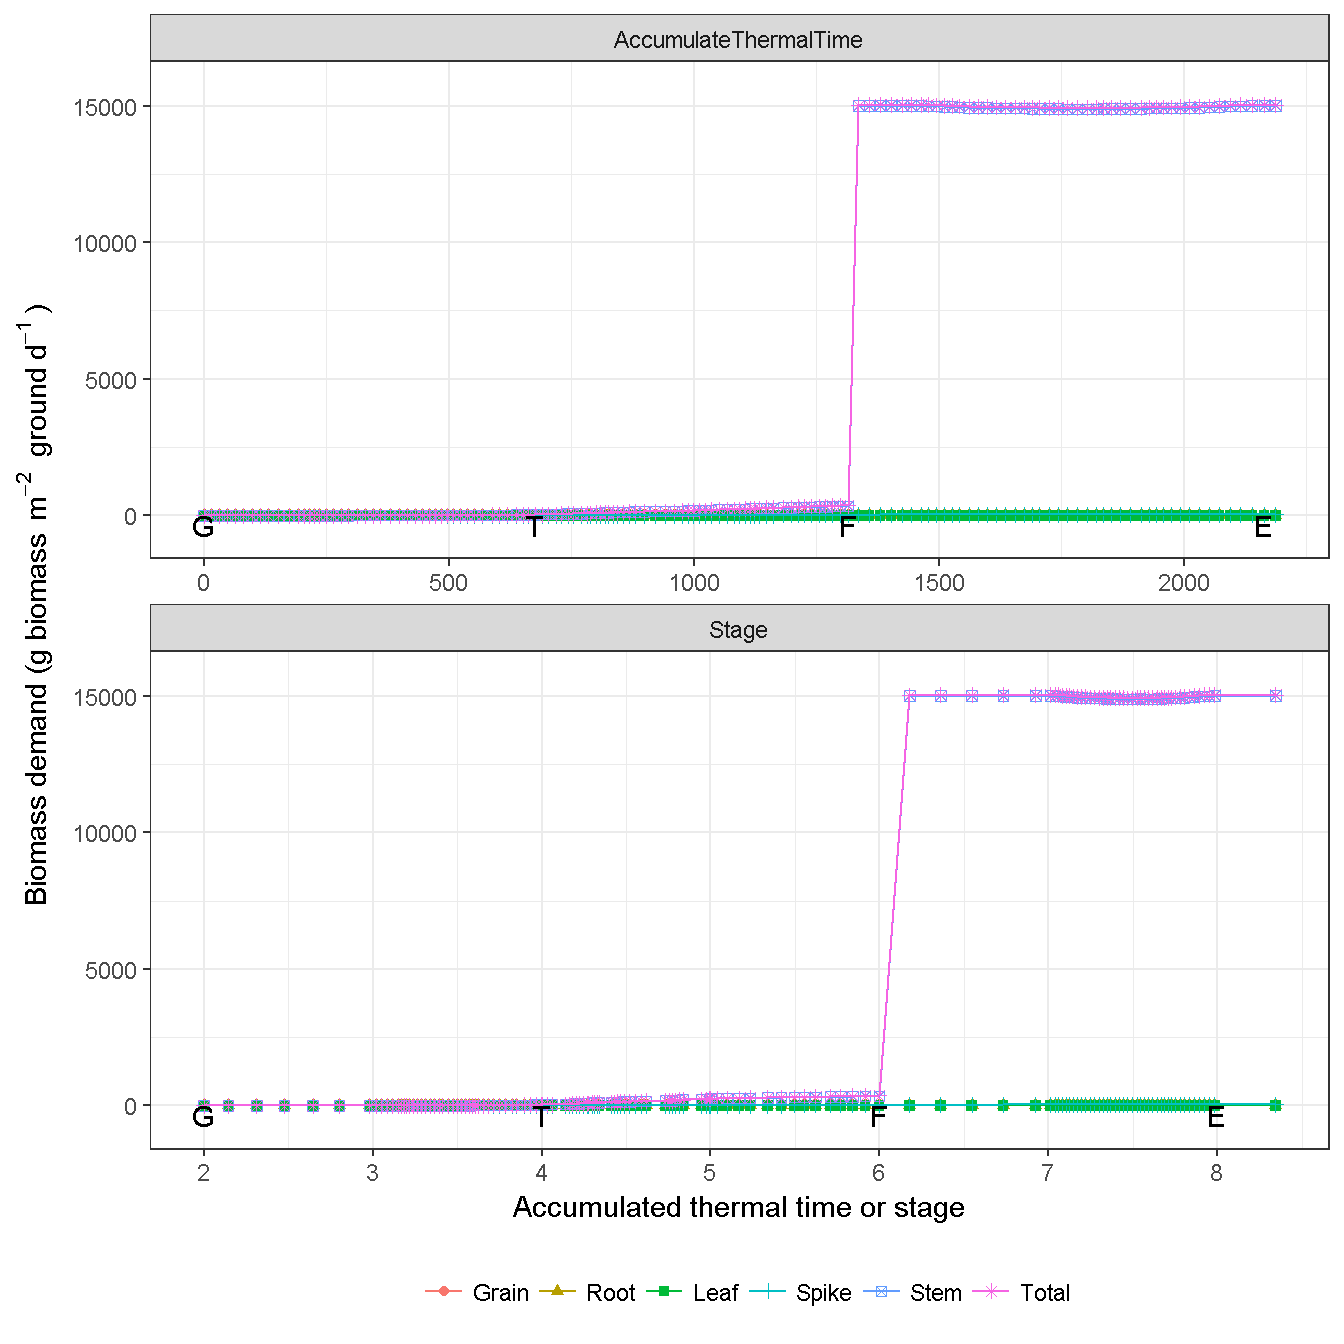 AccumulateThermalTime
15000
10000
5000
0
G T F E
0 500 1000 1500 2000
Stage
15000
10000
5000
0
G T F E
2 3 4 5 6 7 8
Biomass demand (g biomass m⁻² ground d⁻¹)
Accumulated thermal time or stage
Grain Root Leaf Spike Stem Total